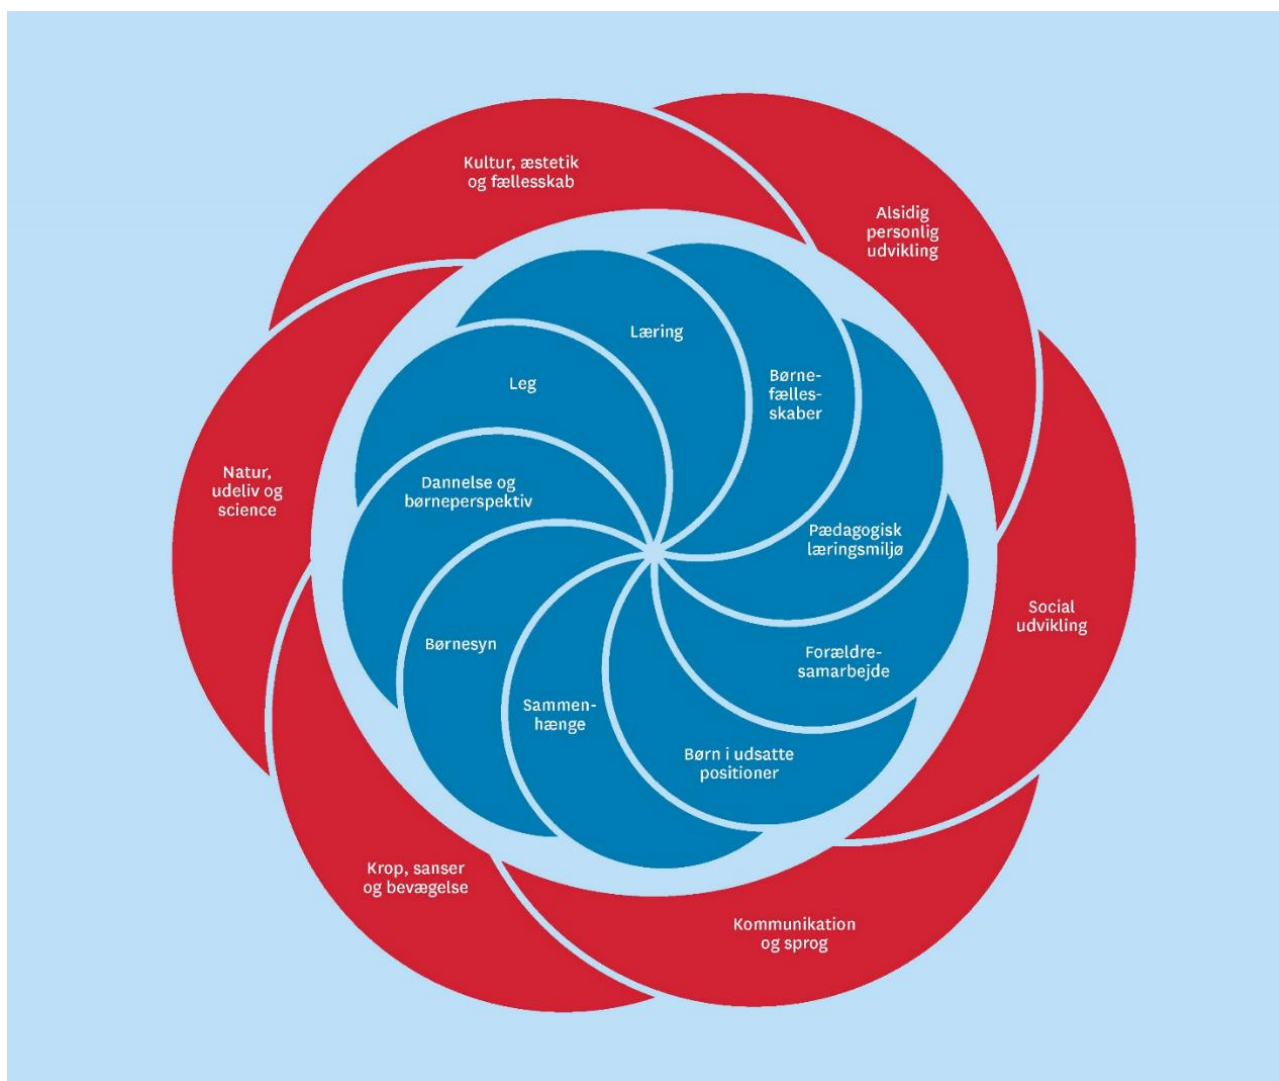 Kultur, æstetik
og fællesskab
Alsidig
personlig
udvikling
Læring
Leg
Børne-
fælles-
skaber
Natur,
udeliv og
science
Dannelse og
børneperspektiv
Pædagogisk
læringsmiljø
Social
udvikling
Børnesyn
Forældre-
samarbejde
Sammen-
hænge
Børn i udsatte
positioner
Krop, sanser
og bevægelse
Kommunikation
og sprog